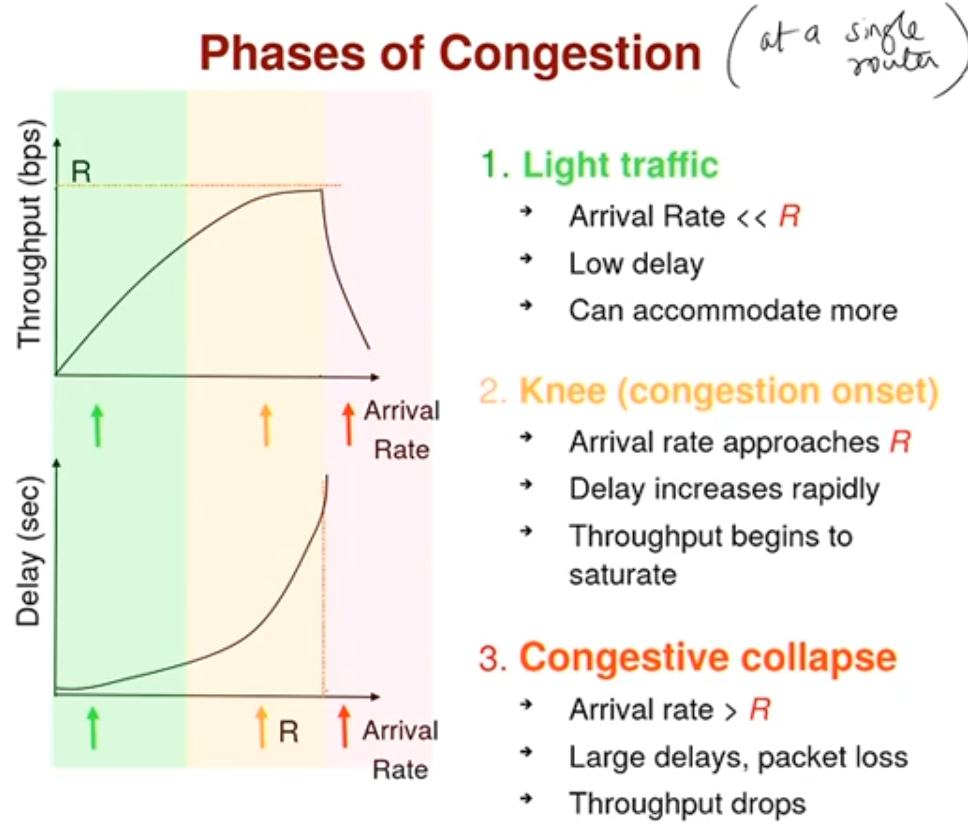 Phases of Congestion
(at a single
router)
Throughput (bps)
R
Arrival
Rate
Delay (sec)
R
Arrival
Rate
1. Light traffic
→ Arrival Rate << R
→ Low delay
→ Can accommodate more
2. Knee (congestion onset)
→ Arrival rate approaches R
→ Delay increases rapidly
→ Throughput begins to
saturate
3. Congestive collapse
→ Arrival rate > R
→ Large delays, packet loss
→ Throughput drops